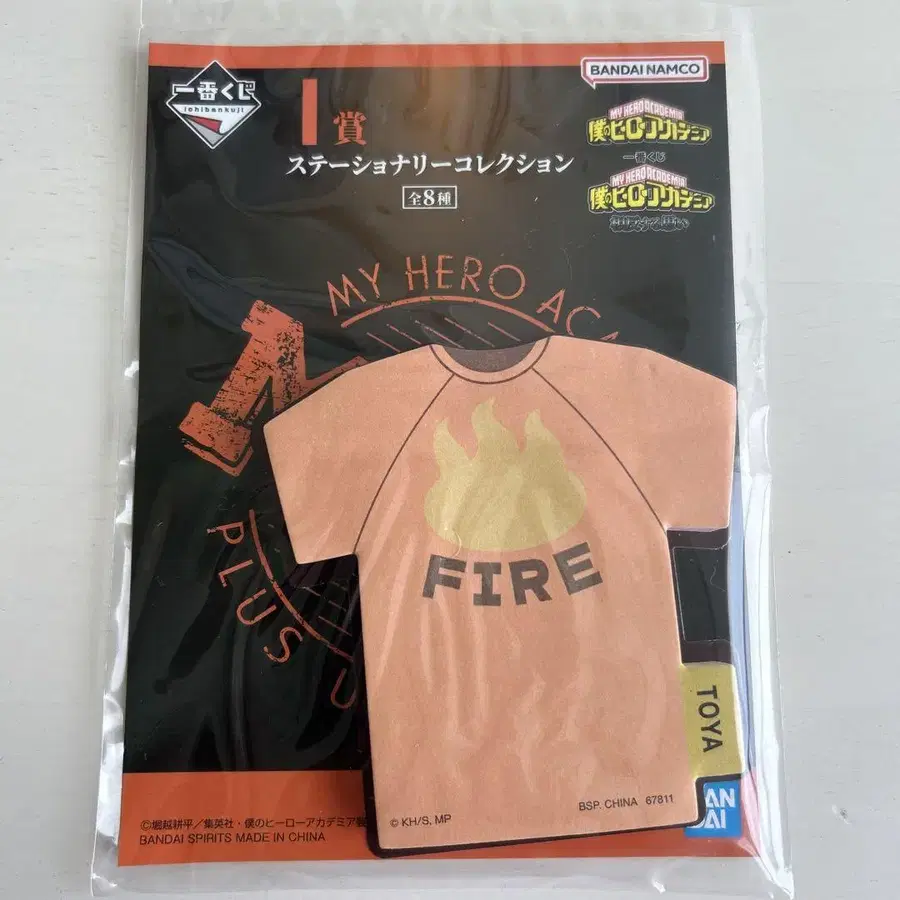 一番くじ
ichibankuji
I賞
ステーショナリーコレクション
全8種
BANDAI NAMCO
MY HERO ACADEMIA
僕のヒーローアカデミア
一番くじ
MY HERO ACADEMIA
僕のヒーローアカデミア
MY HERO ACA
PLUS U
FIRE
TOYA
BSP. CHINA 67811
© KH/S, MP
©堀越耕平／集英社・僕のヒーローアカデミア製
BANDAI SPIRITS MADE IN CHINA
AN
DAI